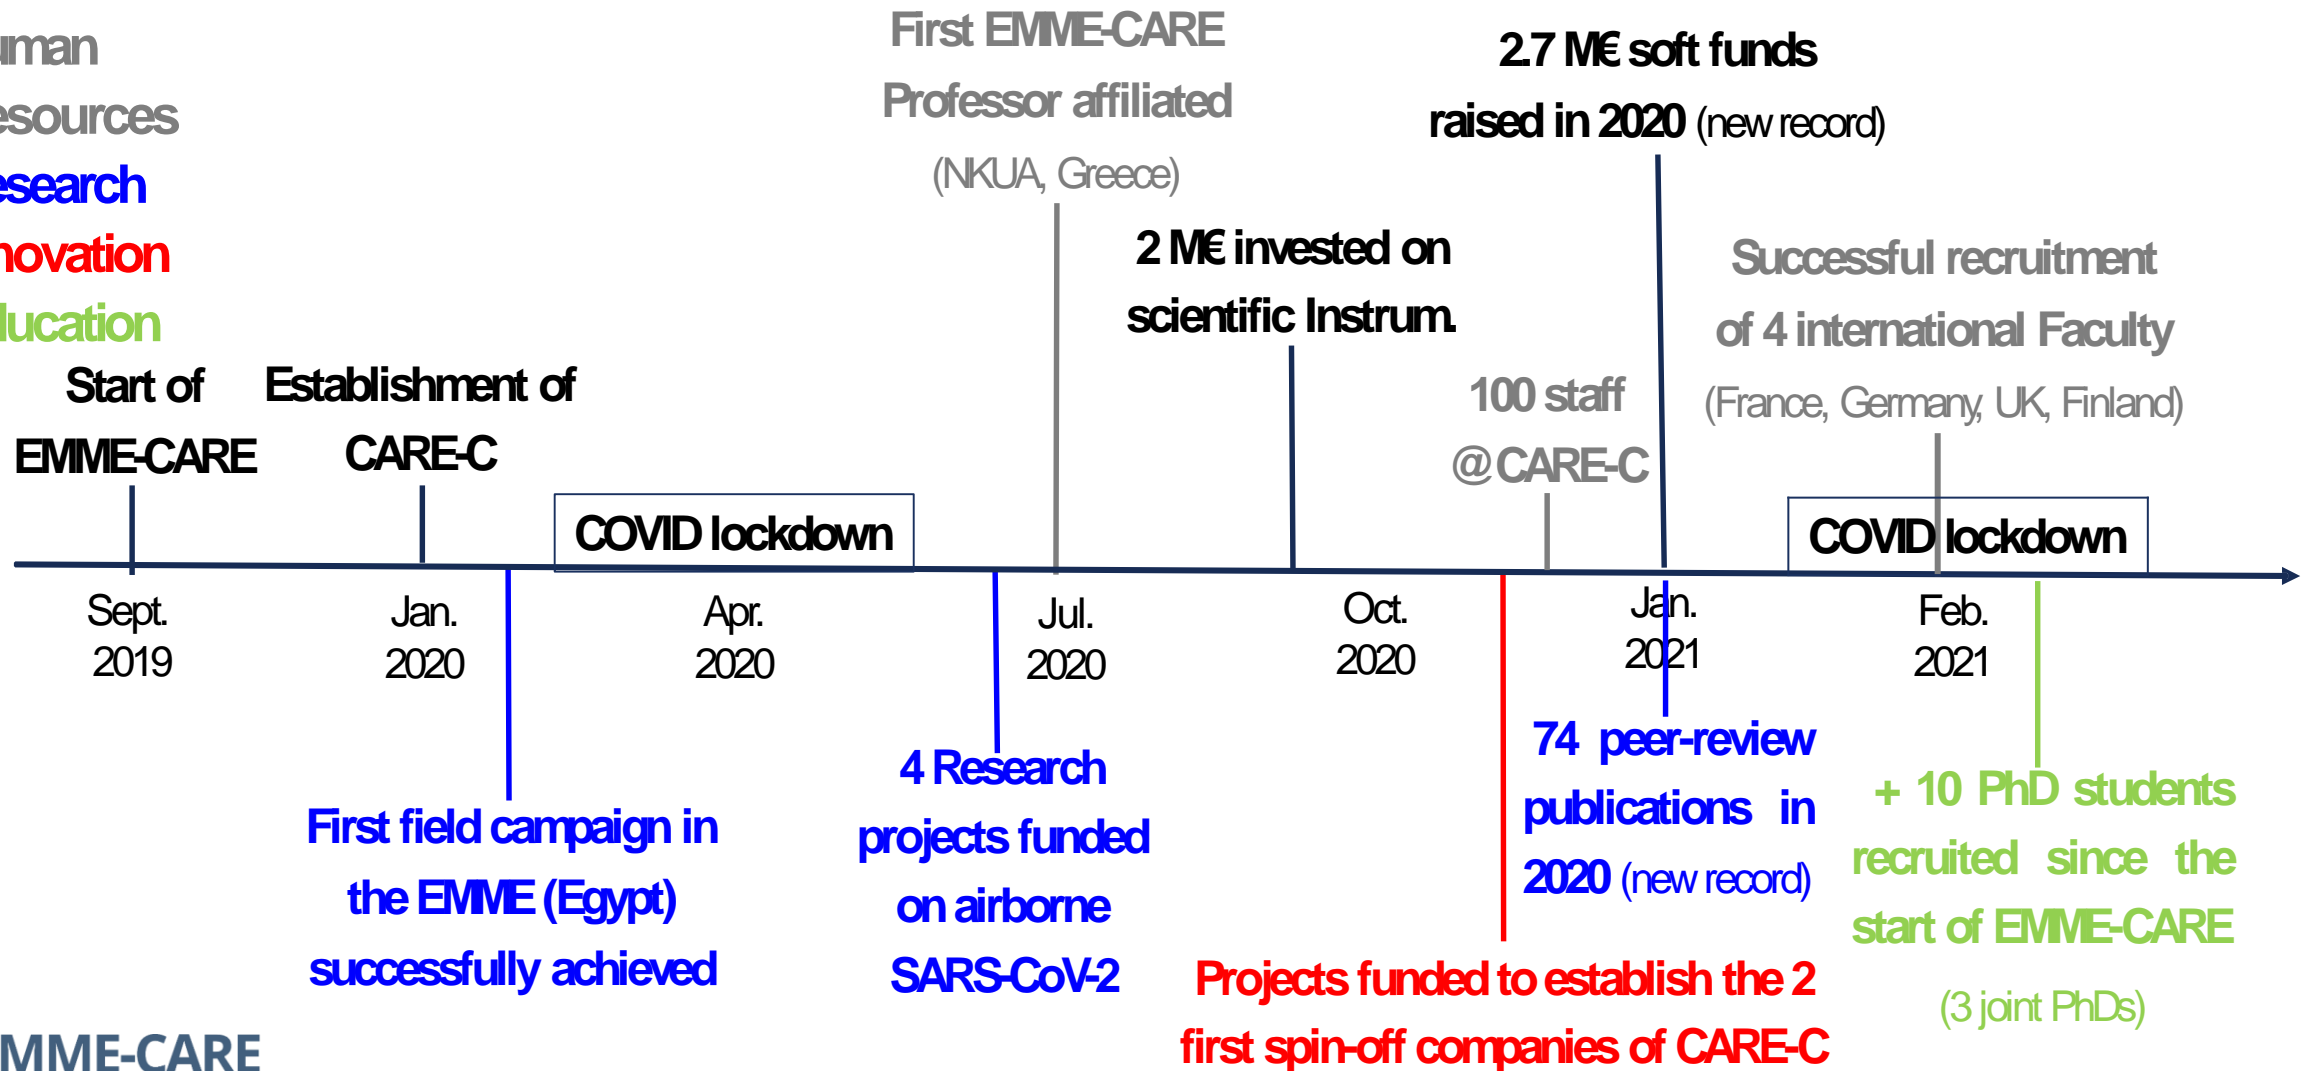 uman
esources
esearch
novation
ducation
First EMME-CARE
Professor affiliated
(NKUA, Greece)
2.7 M€ soft funds
raised in 2020 (new record)
2 M€ invested on
scientific Instrum.
Successful recruitment
of 4 international Faculty
(France, Germany, UK, Finland)
Start of
EMME-CARE
Establishment of
CARE-C
100 staff
@CARE-C
COVID lockdown
COVID lockdown
Sept.
2019
Jan.
2020
Apr.
2020
Jul.
2020
Oct.
2020
Jan.
2021
Feb.
2021
First field campaign in
the EMME (Egypt)
successfully achieved
4 Research
projects funded
on airborne
SARS-CoV-2
74 peer-review
publications in
2020 (new record)
+ 10 PhD students
recruited since the
start of EMME-CARE
(3 joint PhDs)
Projects funded to establish the 2
first spin-off companies of CARE-C
MME-CARE